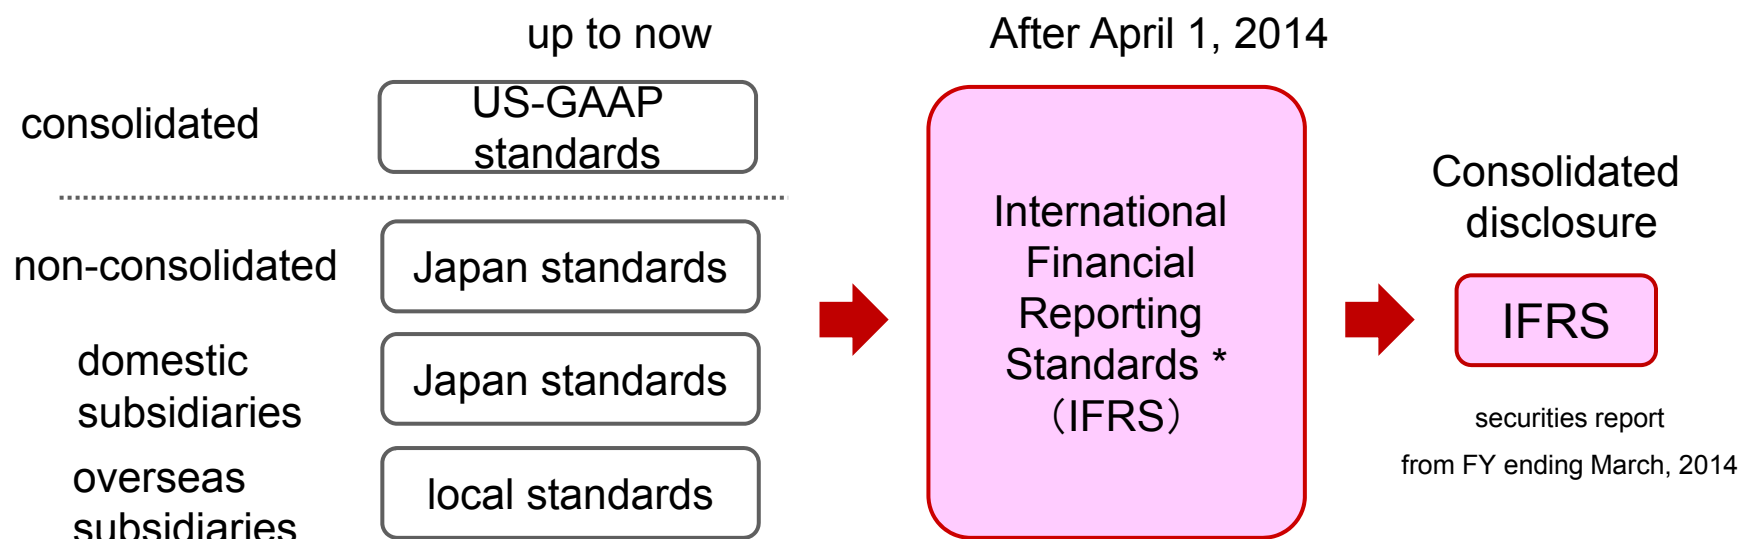 up to now
After April 1, 2014
consolidated
US-GAAP
standards
non-consolidated
Japan standards
domestic
subsidiaries
Japan standards
overseas
subsidiaries
local standards
International
Financial
Reporting
Standards *
（IFRS）
Consolidated
disclosure
IFRS
securities report
from FY ending March, 2014